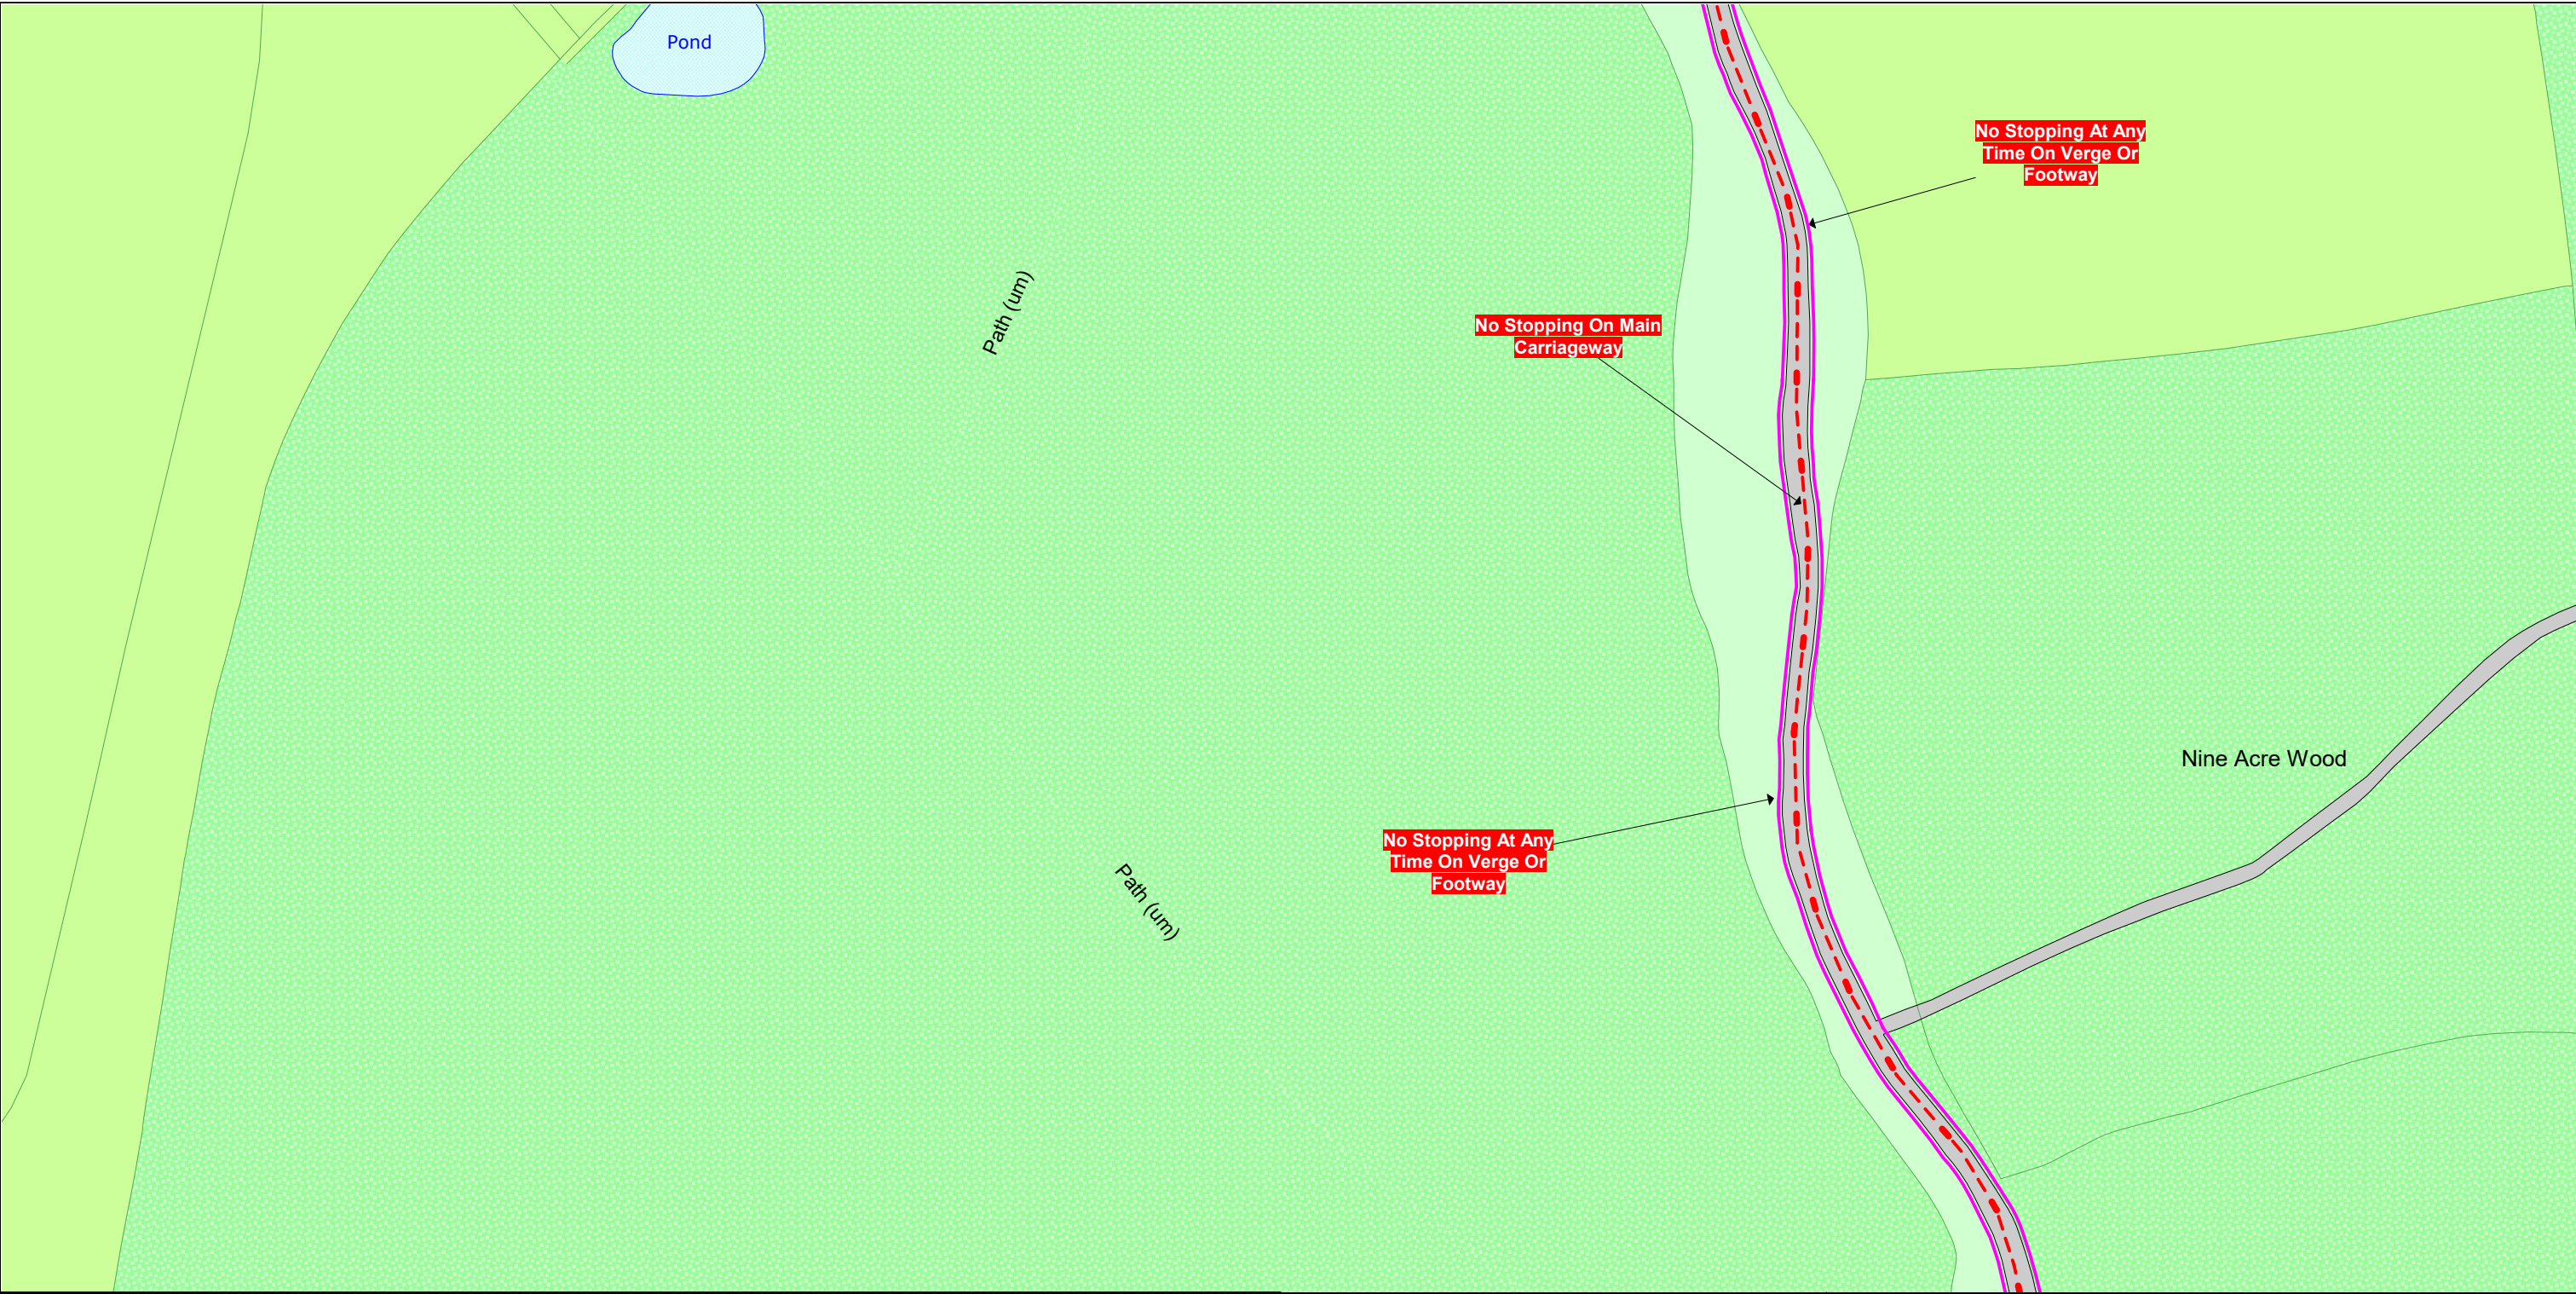 Pond
No Stopping At Any
Time On Verge Or
Footway
Path (um)
No Stopping On Main
Carriageway
Nine Acre Wood
No Stopping At Any
Time On Verge Or
Footway
Path (um)